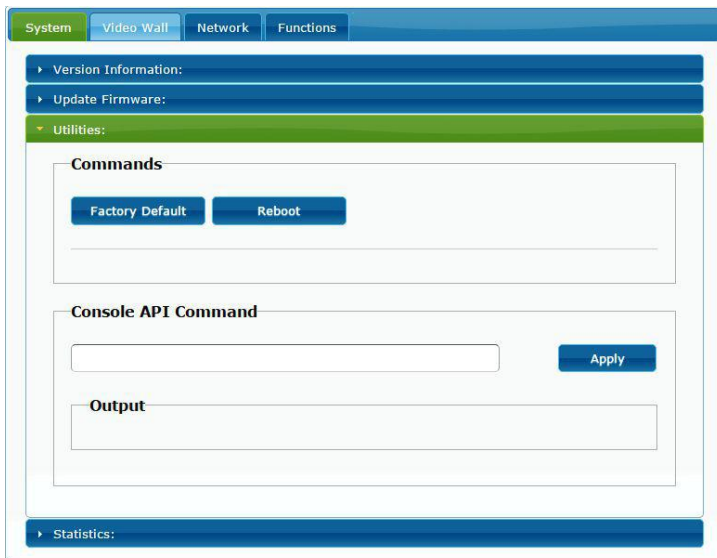 System Video Wall Network Functions
Version Information:
Update Firmware:
Utilities:
Commands
Factory Default Reboot
Console API Command
Apply
Output
Statistics: